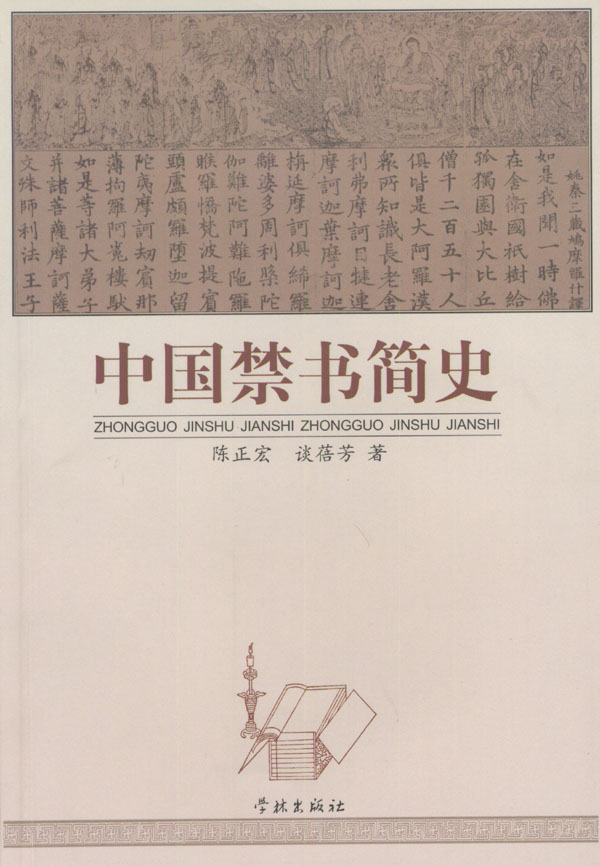 姚秦三藏鳩摩羅什譯
如是我聞一時佛
在舍衛國祇樹給
孤獨園與大比丘
僧千二百五十人
俱皆是大阿羅漢
衆所知識長老舍
利弗摩訶目揵連
摩訶迦葉摩訶迦
旃延摩訶俱絺羅
離婆多周利槃陀
伽難陀阿難陁羅
睺羅憍梵波提賓
頭盧頗羅墮迦留
陀夷摩訶劫賓那
薄拘羅阿㝹樓馱
如是等諸大弟子
并諸菩薩摩訶薩
文殊師利法王子
中国禁书简史
ZHONGGUO JINSHU JIANSHI ZHONGGUO JINSHU JIANSHI
陈正宏 谈蓓芳 著
学林出版社